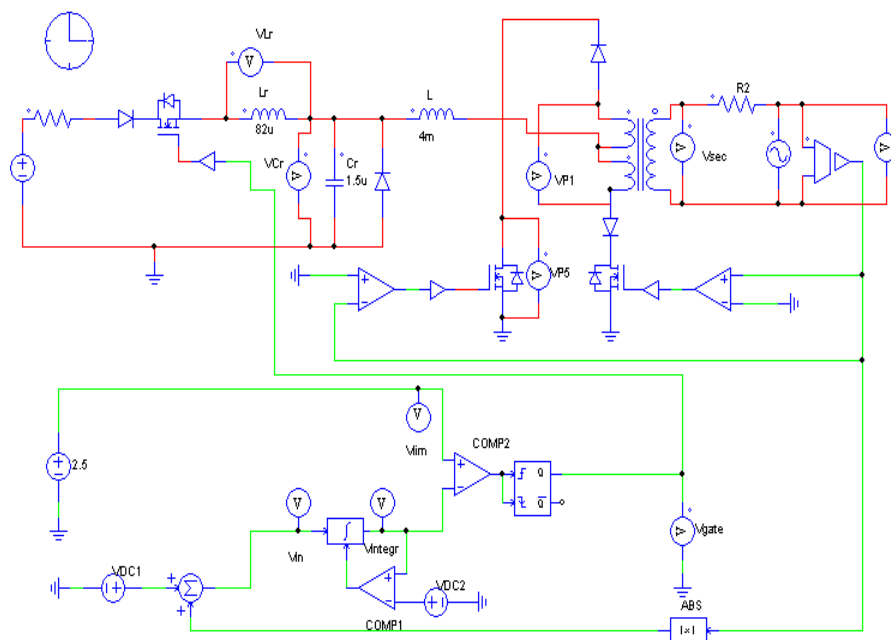 VLr
V
Lr
82u
L
4m
R2
VCr
Cr
1.5u
VP1
Vsec
VP5
2.5
V
Vlim
COMP2
Q
Q
V
V
Vin
Vintegr
Vgate
VDC1
VDC2
COMP1
ABS
|x|